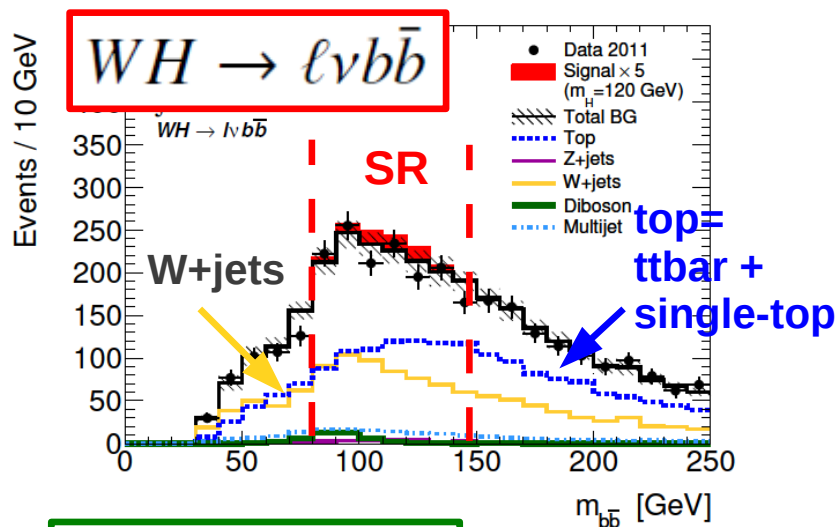 WH → ℓνbb̄
Events / 10 GeV
WH → lνbb̄
Data 2011
Signal × 5
(m_H=120 GeV)
Total BG
Top
Z+jets
W+jets
Diboson
Multijet
350
300
250
200
150
100
50
0
SR
W+jets
top=
ttbar +
single-top
0 50 100 150 200 250
m_bb̄ [GeV]